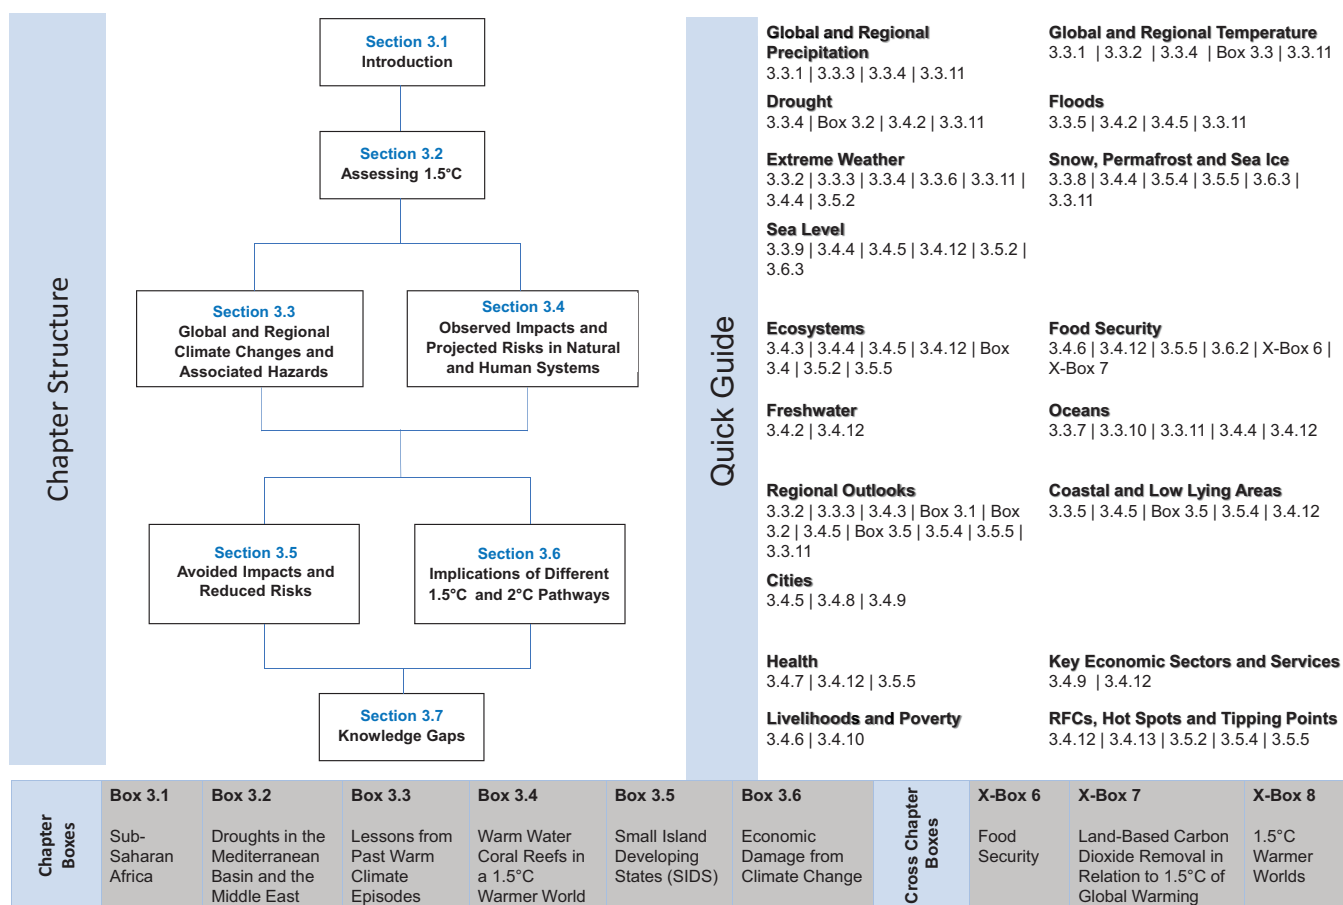 Chapter Structure
Section 3.1
Introduction
Section 3.2
Assessing 1.5°C
Section 3.3
Global and Regional
Climate Changes and
Associated Hazards
Section 3.4
Observed Impacts and
Projected Risks in Natural
and Human Systems
Section 3.5
Avoided Impacts and
Reduced Risks
Section 3.6
Implications of Different
1.5°C and 2°C Pathways
Section 3.7
Knowledge Gaps
Quick Guide
Global and Regional
Precipitation
3.3.1 | 3.3.3 | 3.3.4 | 3.3.11
Global and Regional Temperature
3.3.1 | 3.3.2 | 3.3.4 | Box 3.3 | 3.3.11
Drought
3.3.4 | Box 3.2 | 3.4.2 | 3.3.11
Floods
3.3.5 | 3.4.2 | 3.4.5 | 3.3.11
Extreme Weather
3.3.2 | 3.3.3 | 3.3.4 | 3.3.6 | 3.3.11 |
3.4.4 | 3.5.2
Snow, Permafrost and Sea Ice
3.3.8 | 3.4.4 | 3.5.4 | 3.5.5 | 3.6.3 |
3.3.11
Sea Level
3.3.9 | 3.4.4 | 3.4.5 | 3.4.12 | 3.5.2 |
3.6.3
Ecosystems
3.4.3 | 3.4.4 | 3.4.5 | 3.4.12 | Box
3.4 | 3.5.2 | 3.5.5
Food Security
3.4.6 | 3.4.12 | 3.5.5 | 3.6.2 | X-Box 6 |
X-Box 7
Freshwater
3.4.2 | 3.4.12
Oceans
3.3.7 | 3.3.10 | 3.3.11 | 3.4.4 | 3.4.12
Regional Outlooks
3.3.2 | 3.3.3 | 3.4.3 | Box 3.1 | Box
3.2 | 3.4.5 | Box 3.5 | 3.5.4 | 3.5.5 |
3.3.11
Coastal and Low Lying Areas
3.3.5 | 3.4.5 | Box 3.5 | 3.5.4 | 3.4.12
Cities
3.4.5 | 3.4.8 | 3.4.9
Health
3.4.7 | 3.4.12 | 3.5.5
Key Economic Sectors and Services
3.4.9 | 3.4.12
Livelihoods and Poverty
3.4.6 | 3.4.10
RFCs, Hot Spots and Tipping Points
3.4.12 | 3.4.13 | 3.5.2 | 3.5.4 | 3.5.5
Chapter
Boxes
Box 3.1
Sub-
Saharan
Africa
Box 3.2
Droughts in the
Mediterranean
Basin and the
Middle East
Box 3.3
Lessons from
Past Warm
Climate
Episodes
Box 3.4
Warm Water
Coral Reefs in
a 1.5°C
Warmer World
Box 3.5
Small Island
Developing
States (SIDS)
Box 3.6
Economic
Damage from
Climate Change
Cross Chapter
Boxes
X-Box 6
Food
Security
X-Box 7
Land-Based Carbon
Dioxide Removal in
Relation to 1.5°C of
Global Warming
X-Box 8
1.5°C
Warmer
Worlds